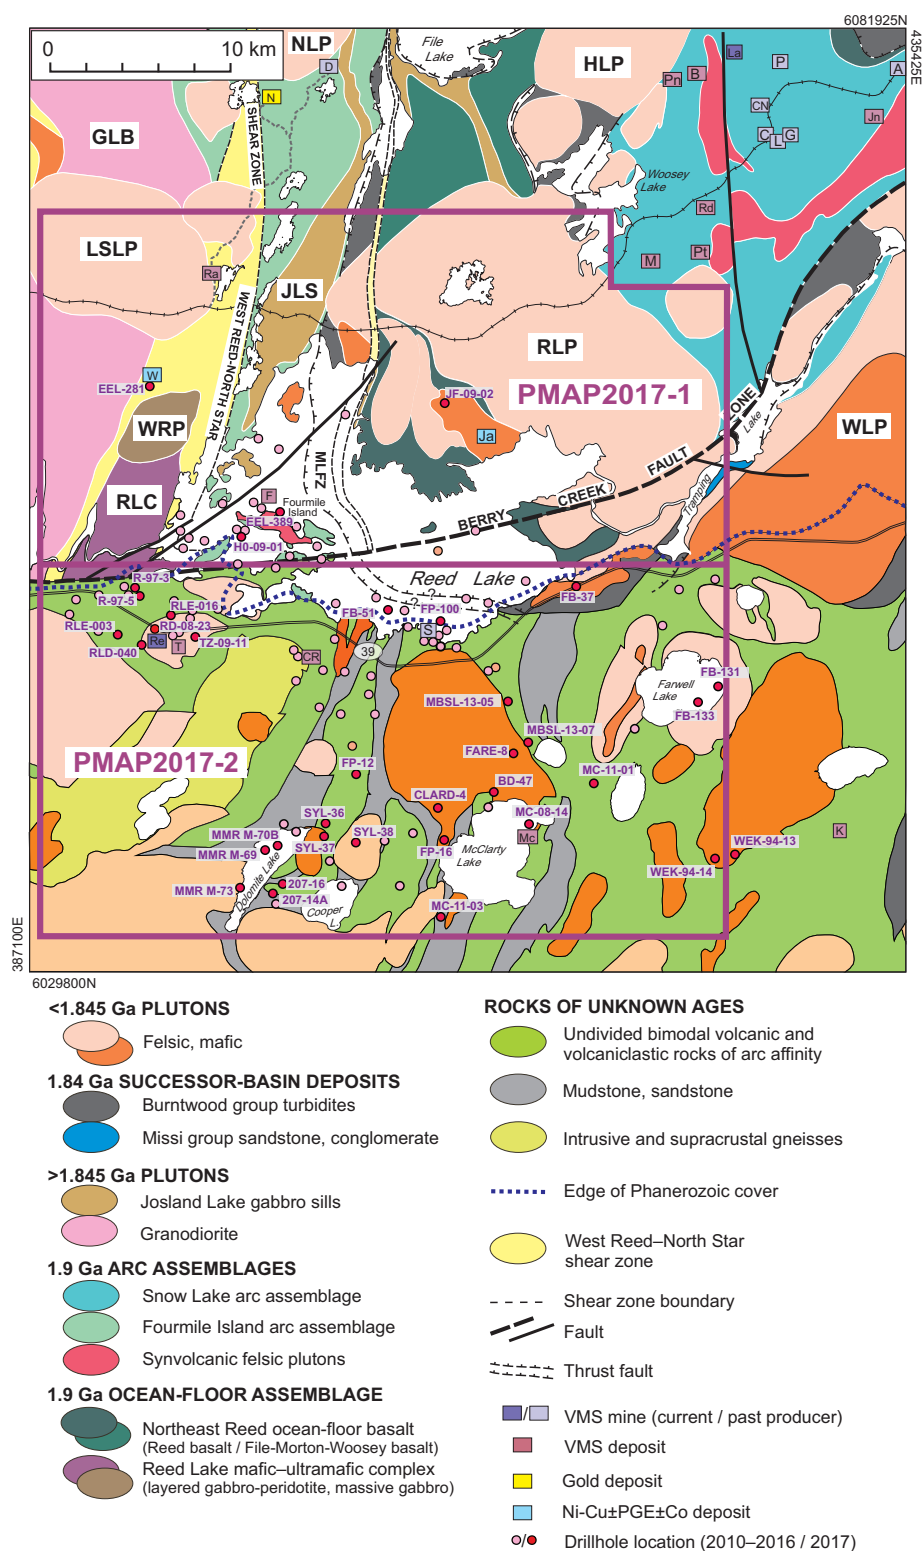 6081925N
435425E
0 10 km
NLP
File
Lake
HLP
La
P
A
Pn
B
D
N
CN
Jn
C
L
G
GLB
SHEAR ZONE
Woosey
Lake
Rd
LSLP
Pt
M
Ra
JLS
WEST REED-NORTH STAR
RLP
W
EEL-281
JF-09-02
PMAP2017-1
ZONE
Lake
WRP
Ja
WLP
MLFZ
FAULT
RLC
CREEK
Tramping
F
Fourmile
Island
BERRY
EEL-389
H0-09-01
R-97-3
Reed Lake
?
R-97-5
FB-37
RLE-016
FB-51
FP-100
?
RLE-003
RD-08-23
S
Re
T
TZ-09-11
RLD-040
39
CR
FB-131
Farwell
Lake
MBSL-13-05
FB-133
MBSL-13-07
PMAP2017-2
FARE-8
FP-12
MC-11-01
BD-47
CLARD-4
SYL-36
MC-08-14
MMR M-70B
SYL-38
Mc
K
SYL-37
FP-16
McClarty
Lake
WEK-94-13
MMR M-69
WEK-94-14
MMR M-73
207-16
Dolomite Lake
207-14A
Cooper
L.
MC-11-03
387100E
6029800N
<1.845 Ga PLUTONS
Felsic, mafic
1.84 Ga SUCCESSOR-BASIN DEPOSITS
Burntwood group turbidites
Missi group sandstone, conglomerate
>1.845 Ga PLUTONS
Josland Lake gabbro sills
Granodiorite
1.9 Ga ARC ASSEMBLAGES
Snow Lake arc assemblage
Fourmile Island arc assemblage
Synvolcanic felsic plutons
1.9 Ga OCEAN-FLOOR ASSEMBLAGE
Northeast Reed ocean-floor basalt
(Reed basalt / File-Morton-Woosey basalt)
Reed Lake mafic–ultramafic complex
(layered gabbro-peridotite, massive gabbro)
ROCKS OF UNKNOWN AGES
Undivided bimodal volcanic and
volcaniclastic rocks of arc affinity
Mudstone, sandstone
Intrusive and supracrustal gneisses
Edge of Phanerozoic cover
West Reed–North Star
shear zone
Shear zone boundary
Fault
Thrust fault
/ VMS mine (current / past producer)
VMS deposit
Gold deposit
Ni-Cu±PGE±Co deposit
/ Drillhole location (2010–2016 / 2017)